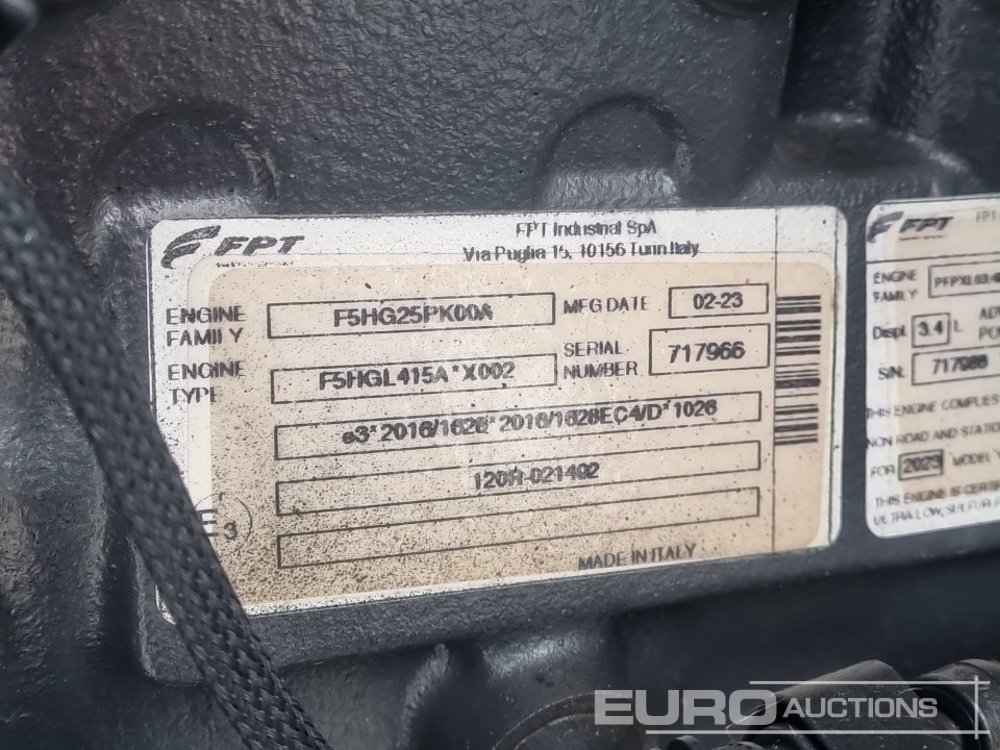 FPT
FPT Industrial SpA
Via Puglia 15, 10156 Turin Italy
ENGINE FAMILY F5HG25PK00A MFG DATE 02-23
ENGINE TYPE F5HGL415A*X002 SERIAL NUMBER 717966
e3*2016/1628*2016/1628EC4/D*1026
120R-021492
E3
MADE IN ITALY
FPT
ENGINE FAMILY
Displ. 3.4 L
S/N. 717966
THIS ENGINE COMPLIES
NON ROAD AND
FOR 2023 MODEL
THIS ENGINE IS
ULTRA LOW, SULFUR
EURO AUCTIONS